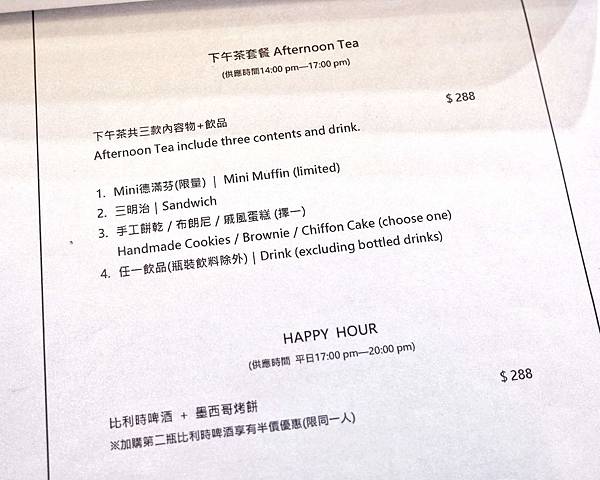 下午茶套餐 Afternoon Tea
(供應時間14:00 pm—17:00 pm)
$ 288
下午茶共三款內容物+飲品
Afternoon Tea include three contents and drink.
1. Mini德滿芬(限量) | Mini Muffin (limited)
2. 三明治 | Sandwich
3. 手工餅乾 / 布朗尼 / 戚風蛋糕 (擇一)
Handmade Cookies / Brownie / Chiffon Cake (choose one)
4. 任一飲品(瓶裝飲料除外) | Drink (excluding bottled drinks)
HAPPY HOUR
(供應時間 平日17:00 pm—20:00 pm)
$ 288
比利時啤酒 + 墨西哥烤餅
※加購第二瓶比利時啤酒享有半價優惠(限同一人)